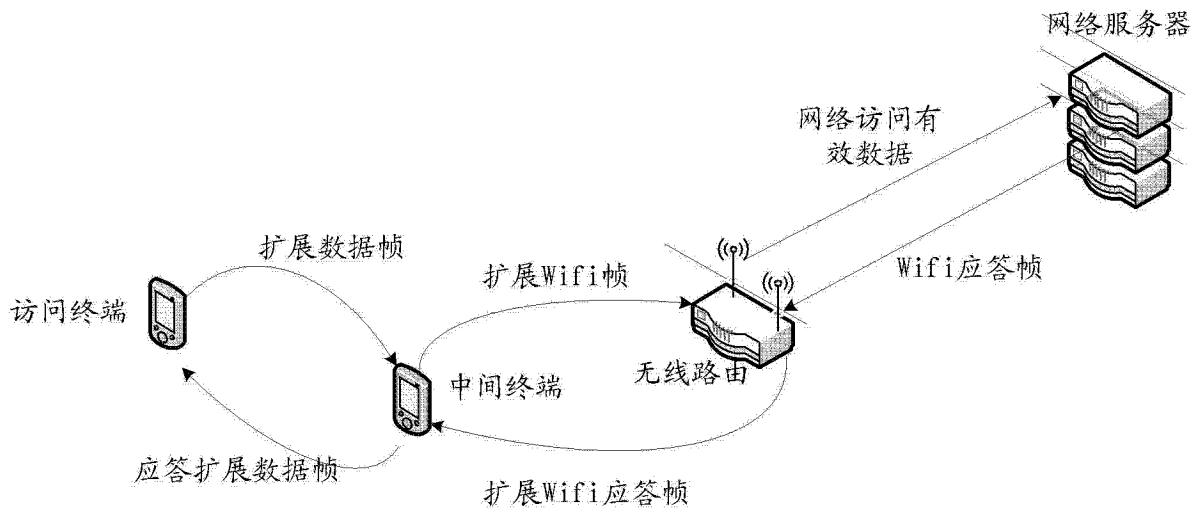 网络服务器
网络访问有
效数据
扩展数据帧
扩展Wifi帧
Wifi应答帧
访问终端
中间终端
无线路由
应答扩展数据帧
扩展Wifi应答帧